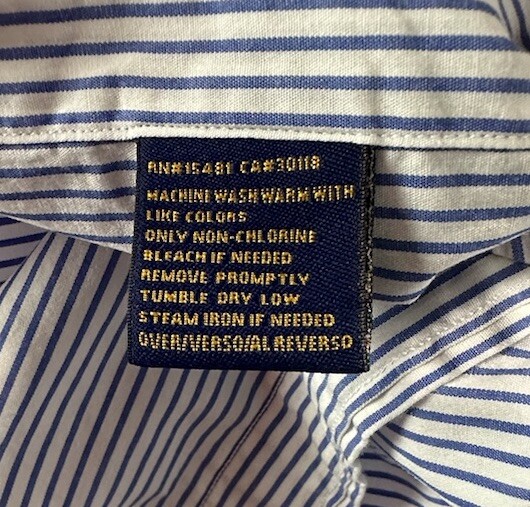 RN#15481 CA#30118
MACHINE WASH WARM WITH
LIKE COLORS
ONLY NON-CHLORINE
BLEACH IF NEEDED
REMOVE PROMPTLY
TUMBLE DRY LOW
STEAM IRON IF NEEDED
OVER/VERSO/AL REVERSO